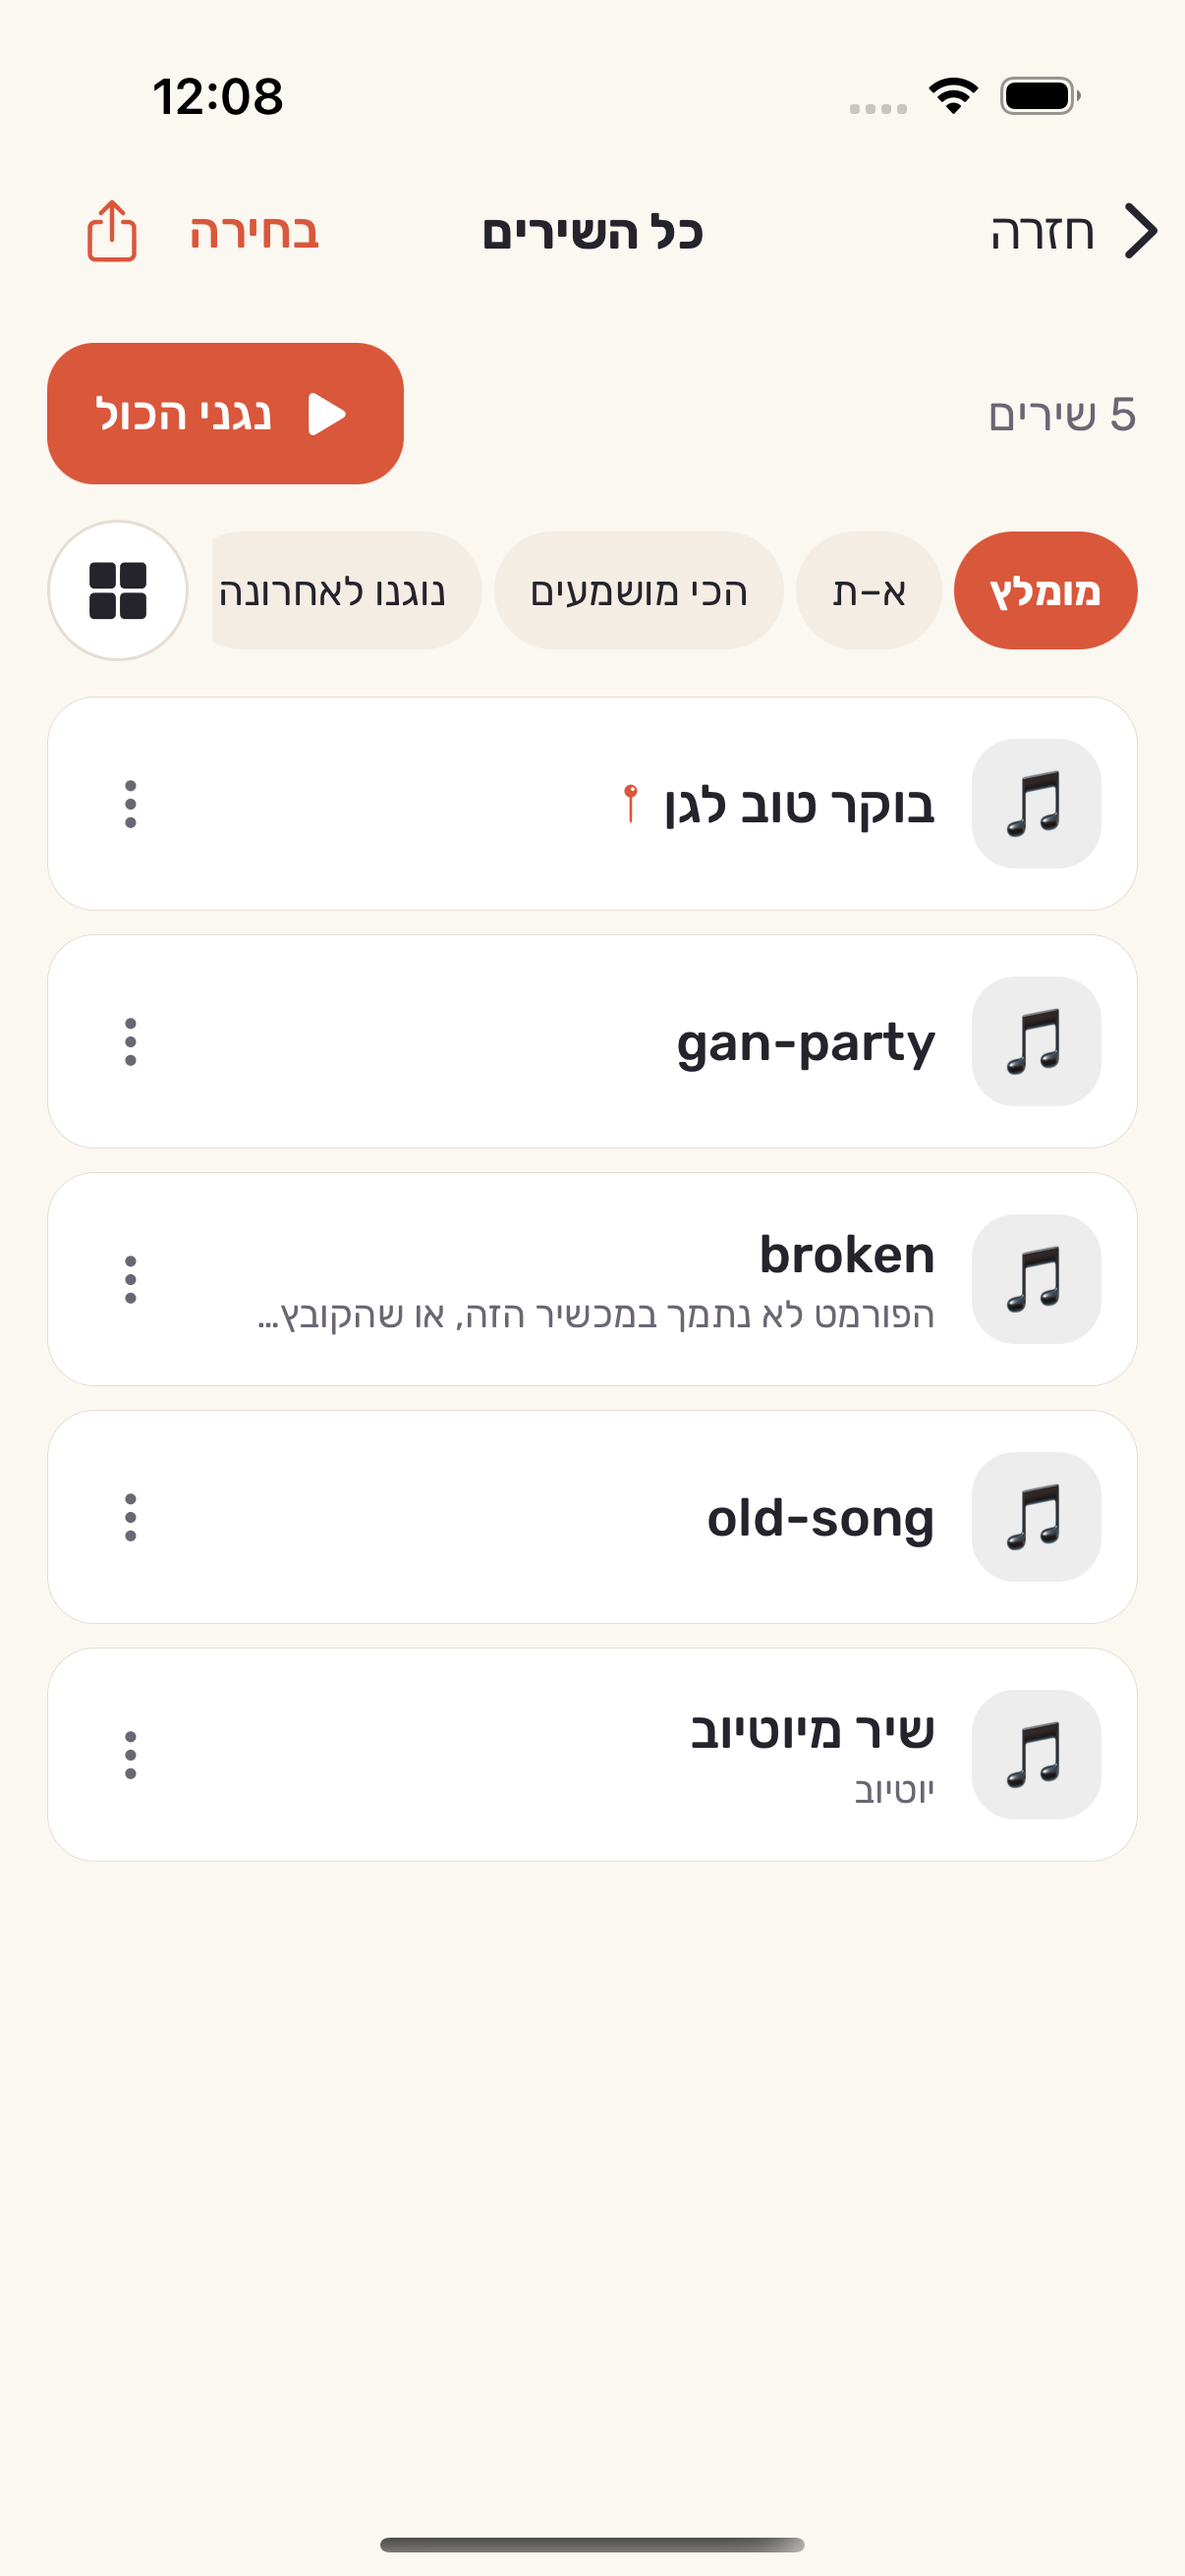 12:08
חזרה
כל השירים
בחירה
5 שירים
נגני הכול
מומלץ
א-ת
הכי מושמעים
נוגנו לאחרונה
בוקר טוב לגן
gan-party
broken
הפורמט לא נתמך במכשיר הזה, או שהקובץ...
old-song
שיר מיוטיוב
יוטיוב